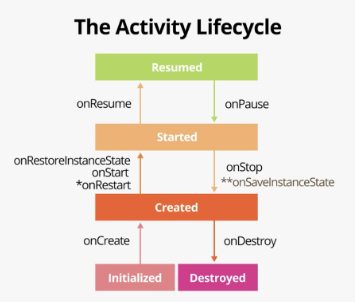 The Activity Lifecycle
Resumed
onResume
onPause
Started
onRestoreInstanceState
onStart
*onRestart
onStop
**onSaveInstanceState
Created
onCreate
onDestroy
Initialized
Destroyed